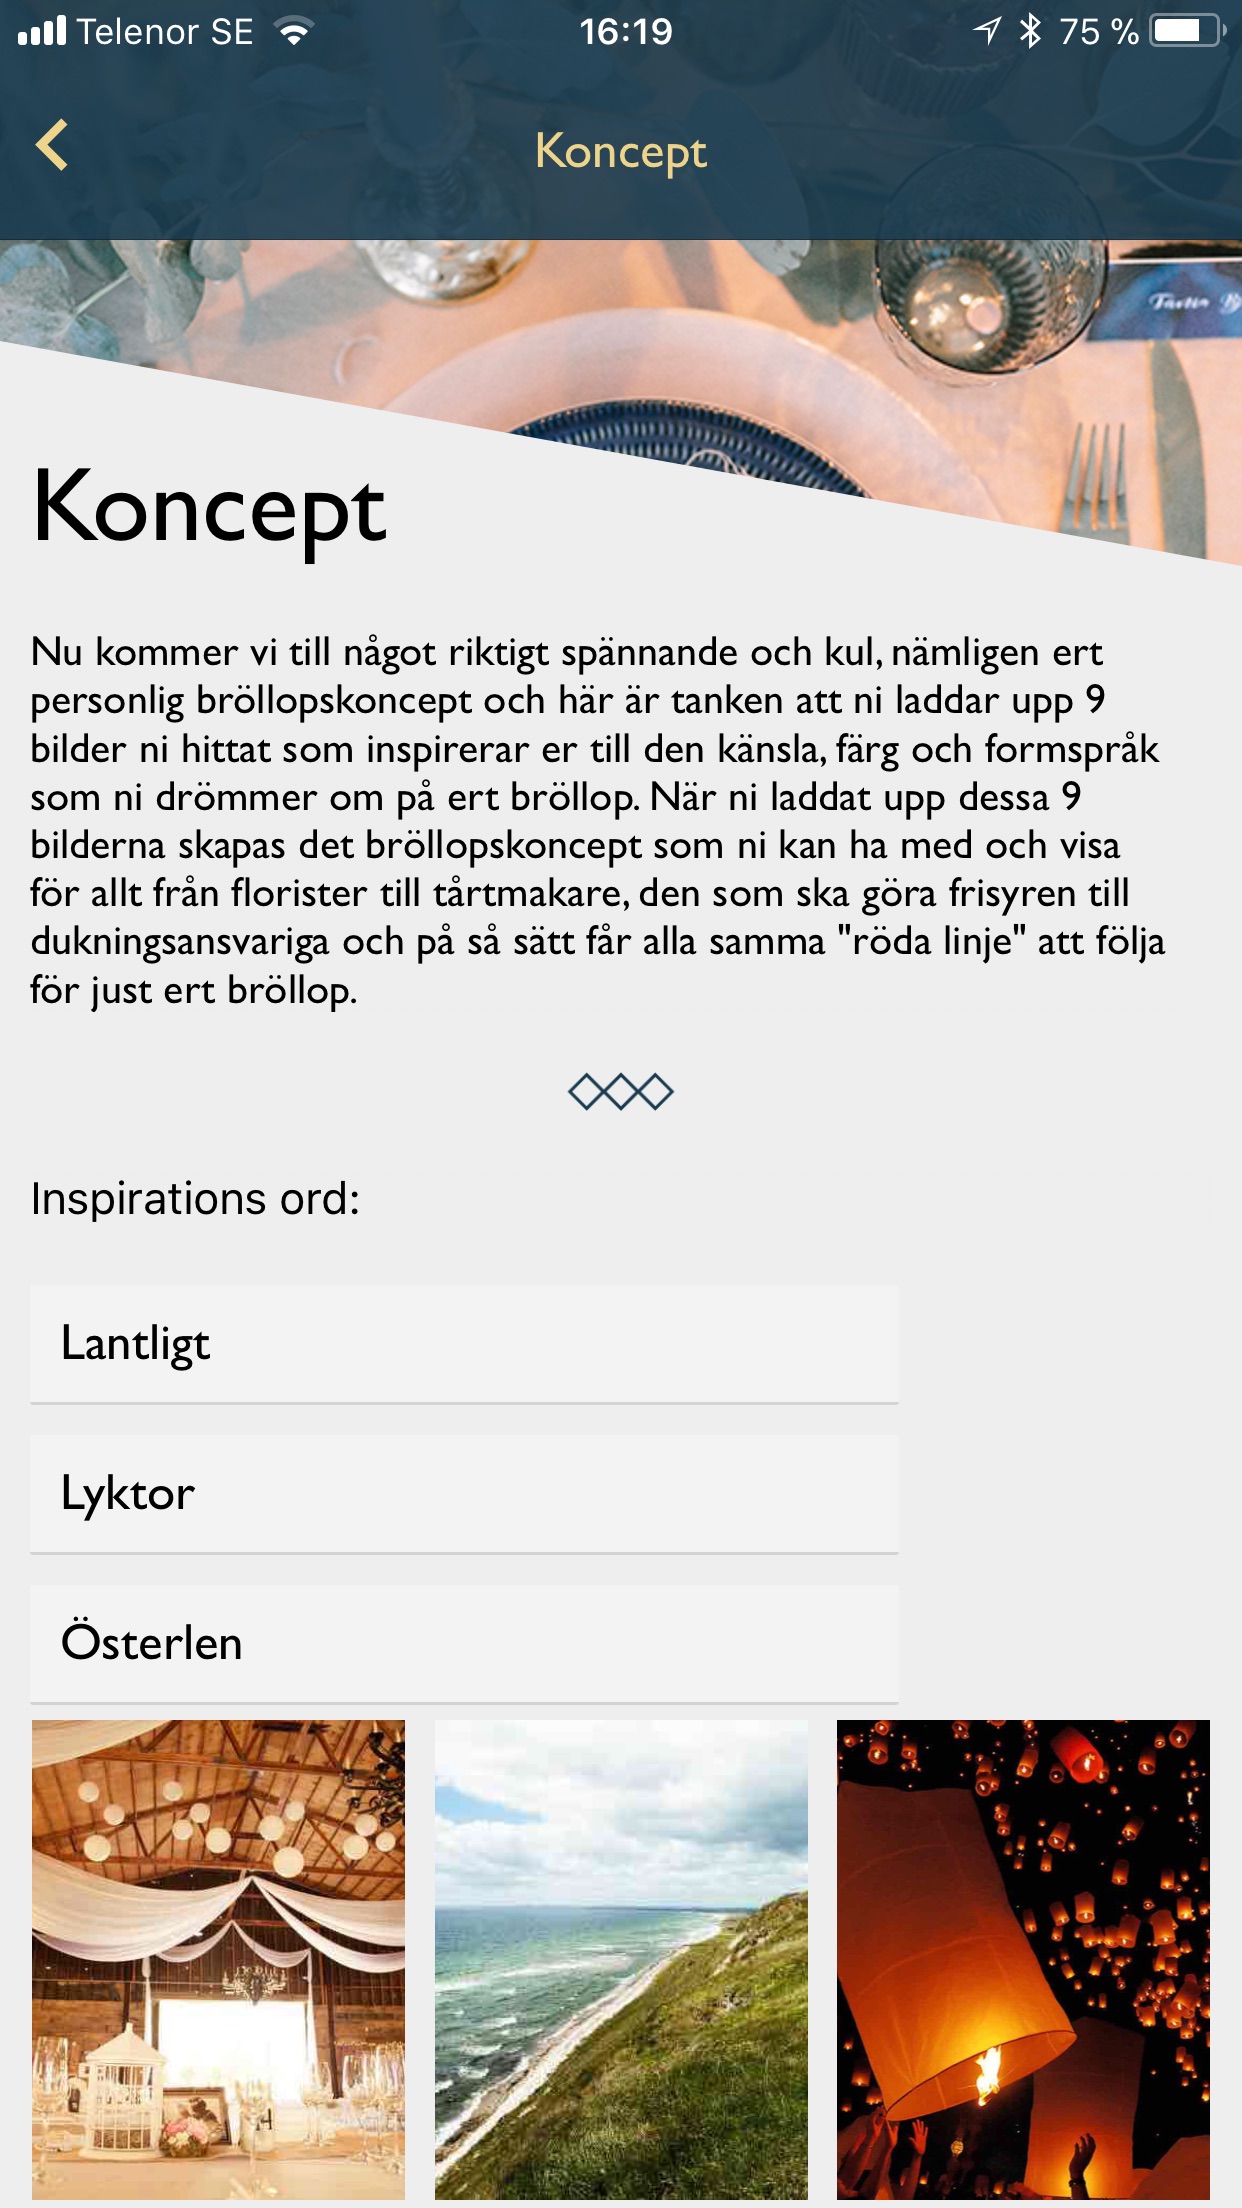 Telenor SE 16:19 75 %
Koncept
Koncept
Nu kommer vi till något riktigt spännande och kul, nämligen ert
personlig bröllopskoncept och här är tanken att ni laddar upp 9
bilder ni hittat som inspirerar er till den känsla, färg och formspråk
som ni drömmer om på ert bröllop. När ni laddat upp dessa 9
bilderna skapas det bröllopskoncept som ni kan ha med och visa
för allt från florister till tårtmakare, den som ska göra frisyren till
dukningsansvariga och på så sätt får alla samma "röda linje" att följa
för just ert bröllop.
Inspirations ord:
Lantligt
Lyktor
Österlen